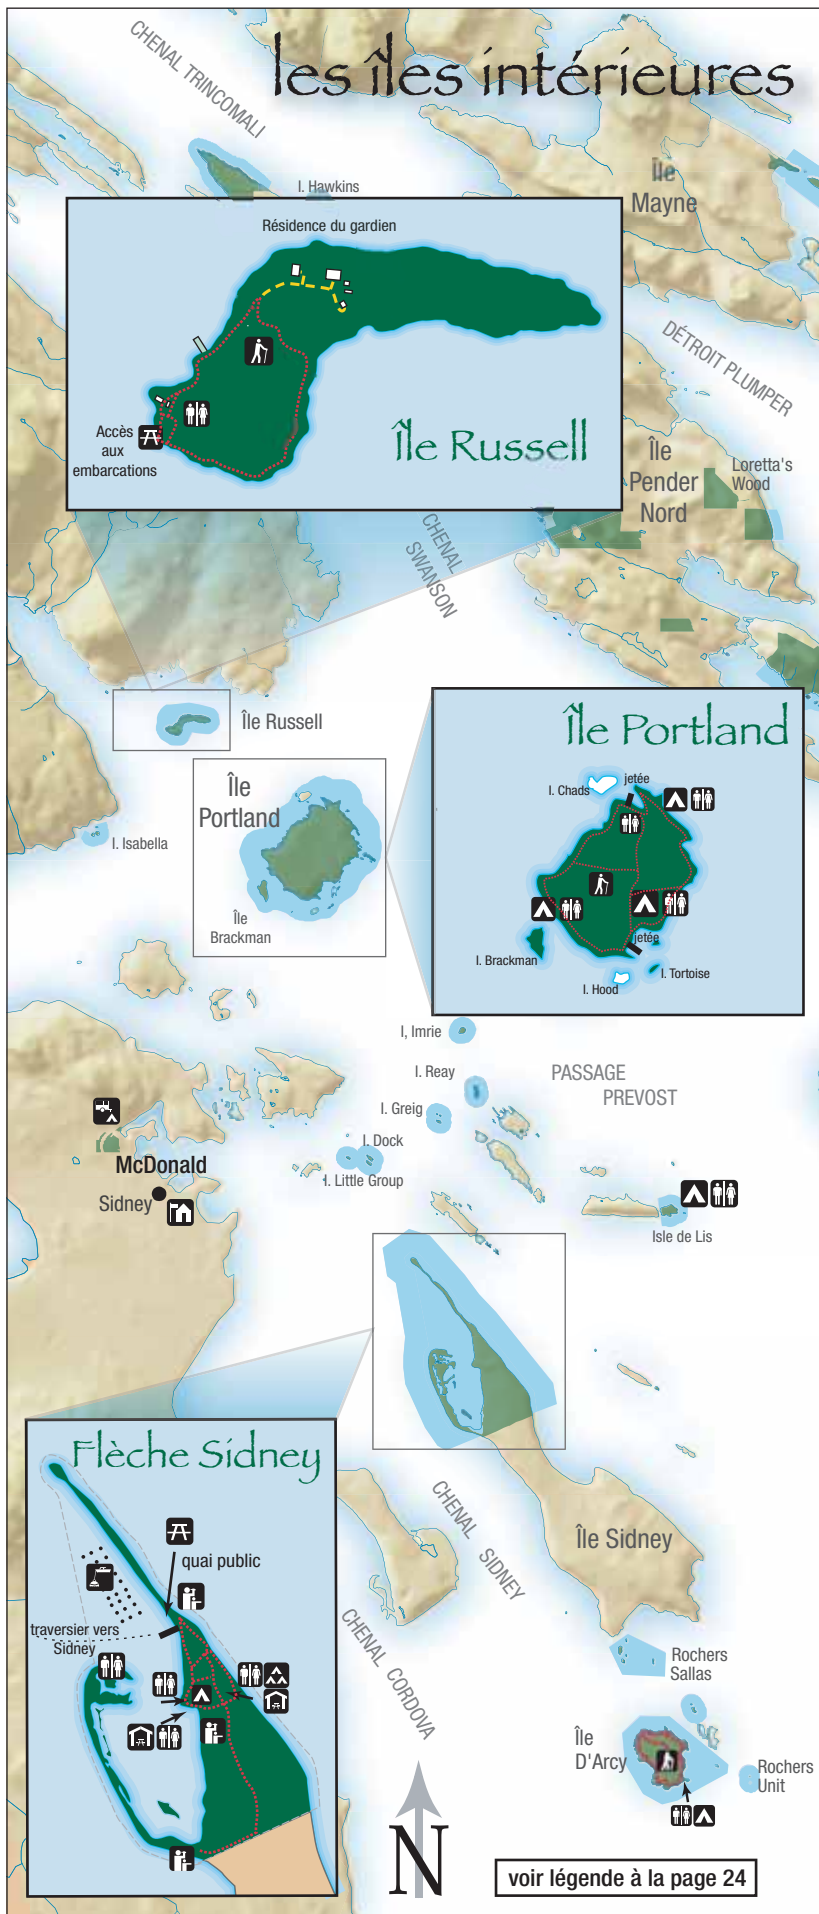 les îles intérieures
CHENAL TRINCOMALI
I. Hawkins
Île
Mayne
Résidence du gardien
Accès
aux
embarcations
Île Russell
DÉTROIT PLUMPER
Île
Pender
Nord
Loretta's
Wood
CHENAL
SWANSON
Île Russell
Île
Portland
I. Isabella
Île
Brackman
Île Portland
I. Chads
jetée
I. Brackman
jetée
I. Tortoise
I. Hood
I, Imrie
I. Reay
PASSAGE
PREVOST
I. Greig
I. Dock
I. Little Group
McDonald
Sidney
Isle de Lis
Flèche Sidney
quai public
traversier vers
Sidney
CHENAL
SIDNEY
Île Sidney
CHENAL CORDOVA
Rochers
Sallas
Île
D'Arcy
Rochers
Unit
N
voir légende à la page 24